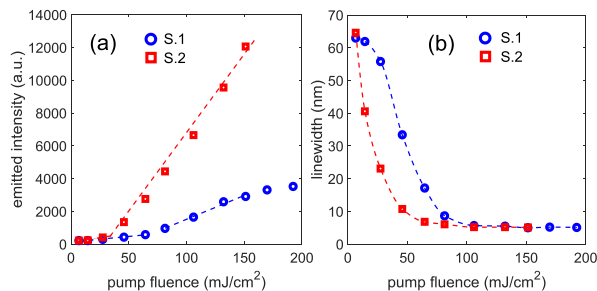 (a)
S.1
S.2
emitted intensity (a.u.)
14000
12000
10000
8000
6000
4000
2000
0
0 50 100 150 200
pump fluence (mJ/cm²)
(b)
S.1
S.2
linewidth (nm)
70
60
50
40
30
20
10
0
0 50 100 150 200
pump fluence (mJ/cm²)